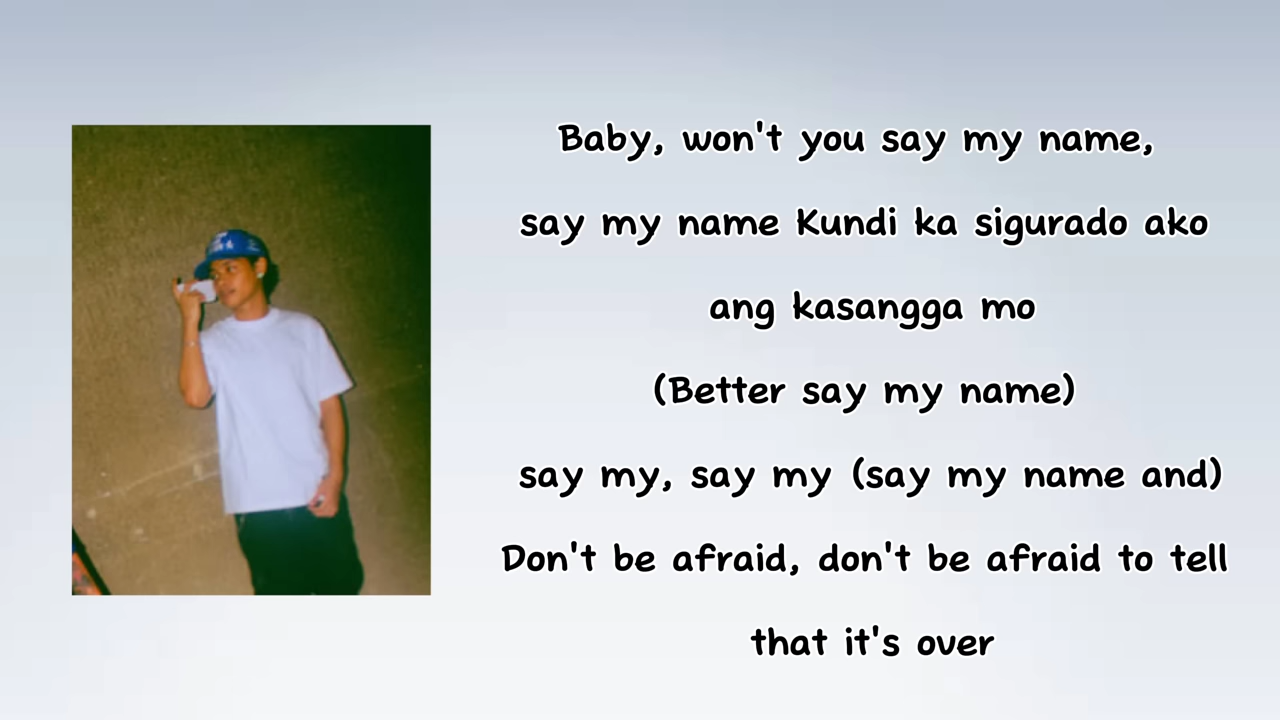 Baby, won't you say my name,
say my name Kundi ka sigurado ako
ang kasangga mo
(Better say my name)
say my, say my (say my name and)
Don't be afraid, don't be afraid to tell
that it's over